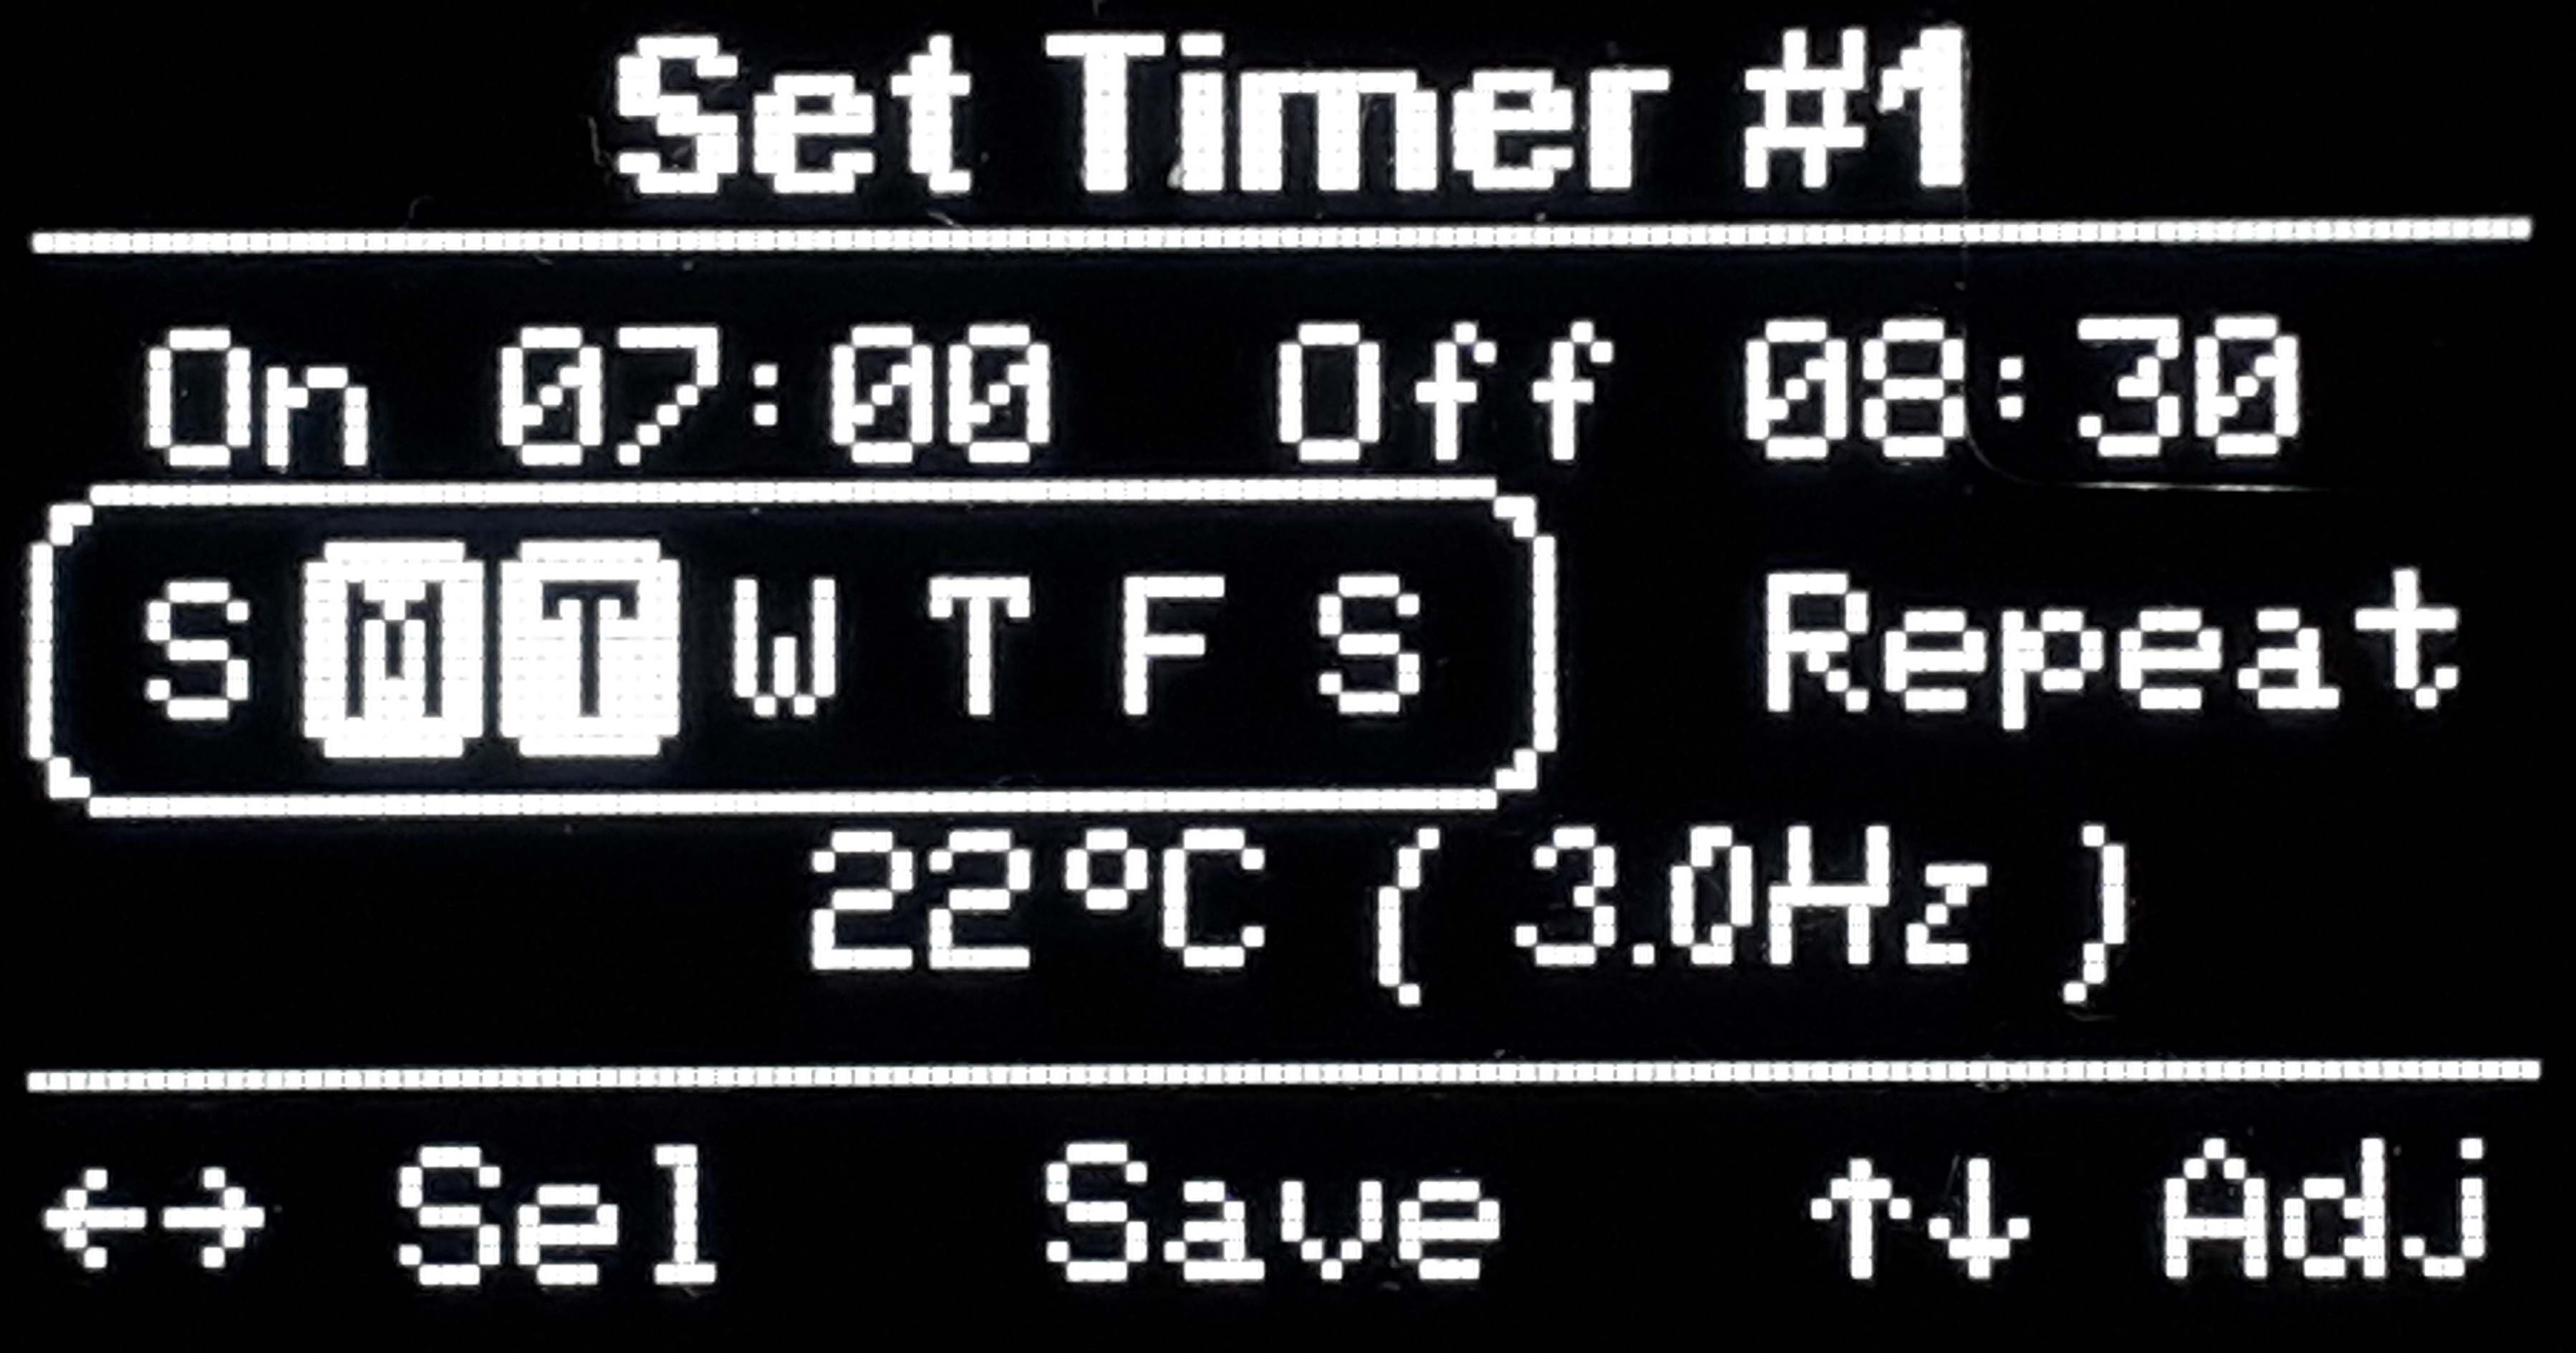 Set Timer #1
On 07:00 Off 08:30
S M T W T F S Repeat
22°C ( 3.0Hz )
←→ Sel Save ↑↓ Adj